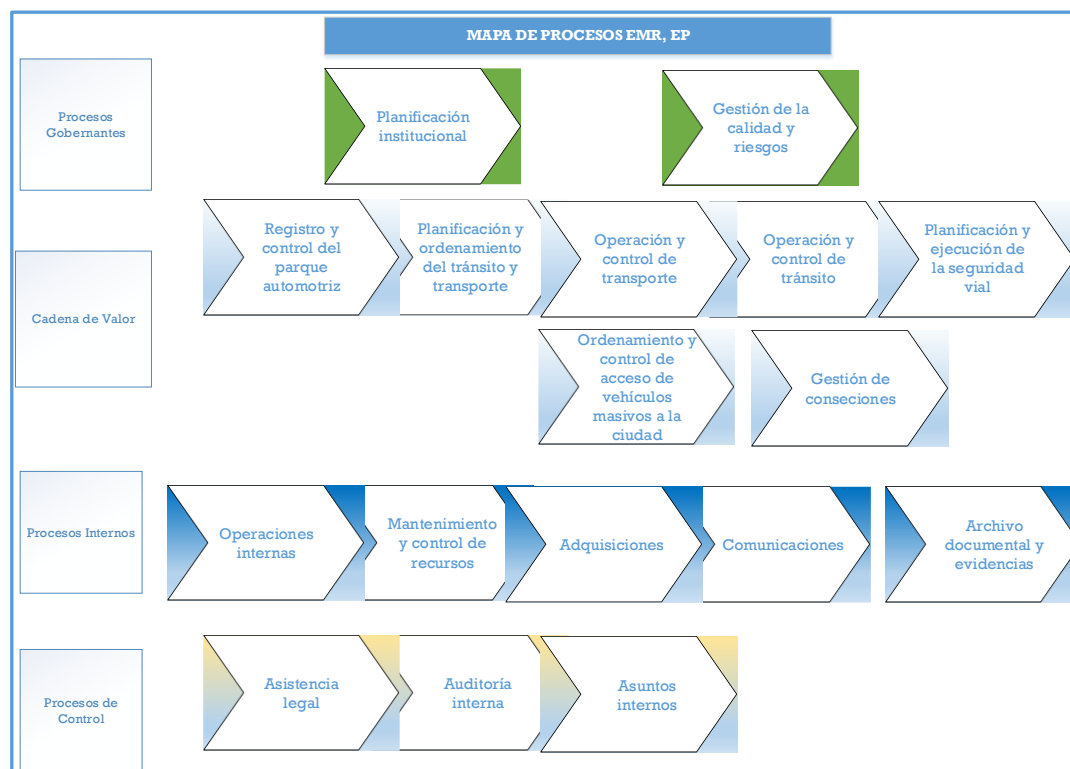 MAPA DE PROCESOS EMR, EP
Procesos
Gobernantes
Planificación
institucional
Gestión de la
calidad y
riesgos
Cadena de Valor
Registro y
control del
parque
automotriz
Planificación y
ordenamiento
del tránsito y
transporte
Operación y
control de
transporte
Operación y
control de
tránsito
Planificación y
ejecución de
la seguridad
vial
Ordenamiento y
control de
acceso de
vehículos
masivos a la
ciudad
Gestión de
conseciones
Procesos Internos
Operaciones
internas
Mantenimiento
y control de
recursos
Adquisiciones
Comunicaciones
Archivo
documental y
evidencias
Procesos de
Control
Asistencia
legal
Auditoría
interna
Asuntos
internos